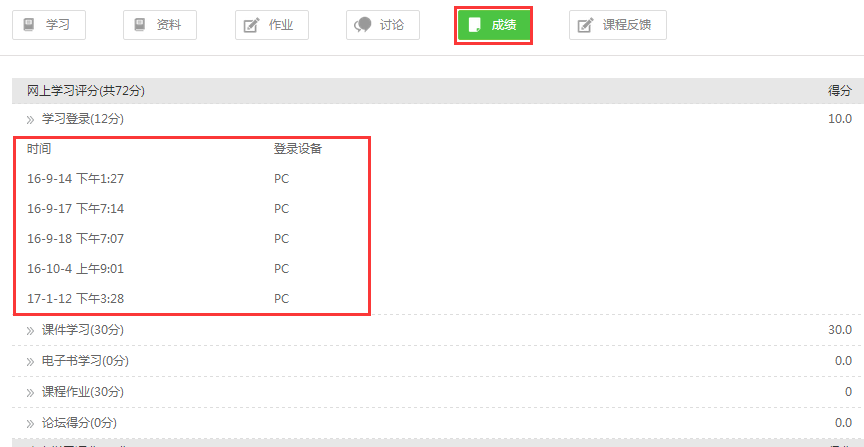 学习 资料 作业 讨论 成绩 课程反馈
网上学习评分(共72分) 得分
学习登录(12分) 10.0
时间 登录设备
16-9-14 下午1:27 PC
16-9-17 下午7:14 PC
16-9-18 下午7:07 PC
16-10-4 上午9:01 PC
17-1-12 下午3:28 PC
课件学习(30分) 30.0
电子书学习(0分) 0.0
课程作业(30分) 0
论坛得分(0分) 0.0